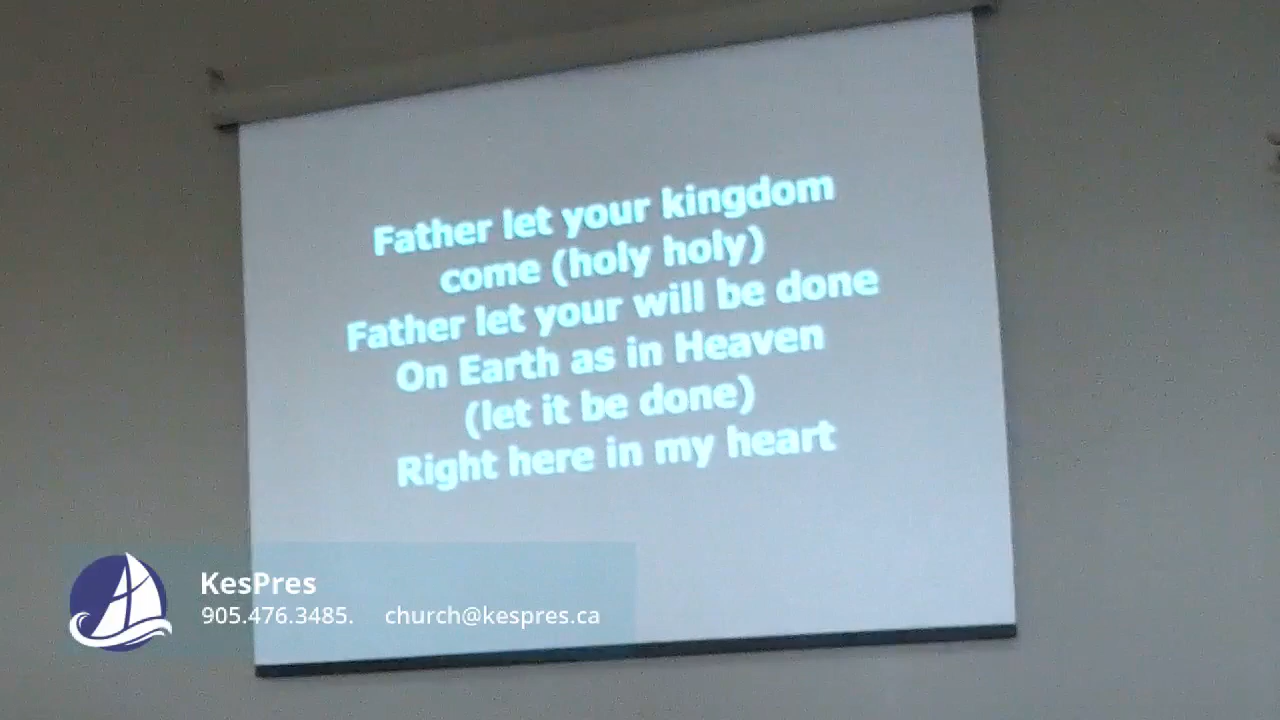 Father let your kingdom
come (holy holy)
Father let your will be done
On Earth as in Heaven
(let it be done)
Right here in my heart
KesPres
905.476.3485. church@kespres.ca